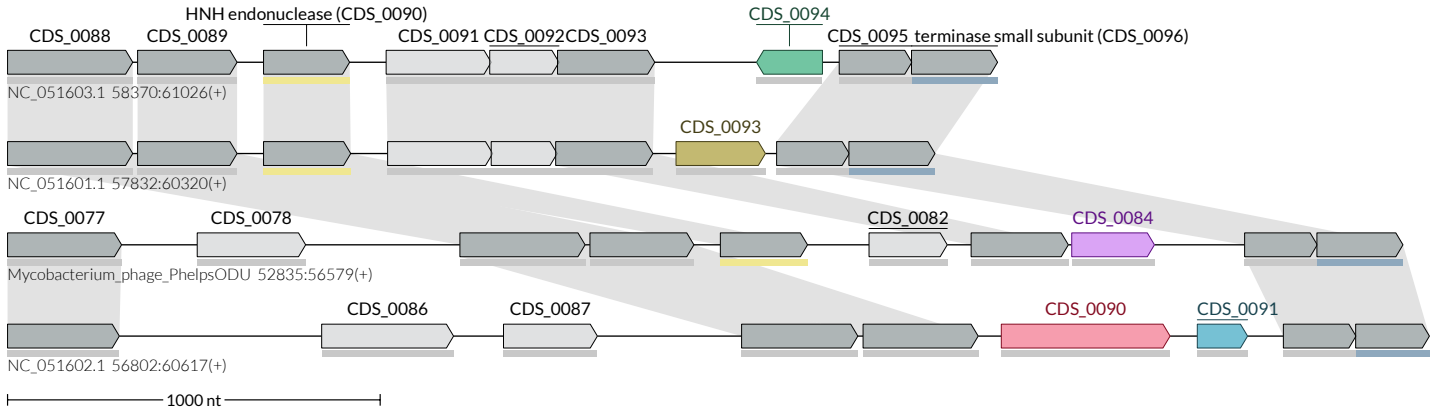 HNH endonuclease (CDS_0090) CDS_0094
CDS_0088 CDS_0089 CDS_0091 CDS_0092 CDS_0093 CDS_0095 terminase small subunit (CDS_0096)
NC_051603.1 58370:61026(+)
CDS_0093
NC_051601.1 57832:60320(+)
CDS_0077 CDS_0078 CDS_0082 CDS_0084
Mycobacterium_phage_PhelpsODU 52835:56579(+)
CDS_0086 CDS_0087 CDS_0090 CDS_0091
NC_051602.1 56802:60617(+)
1000 nt